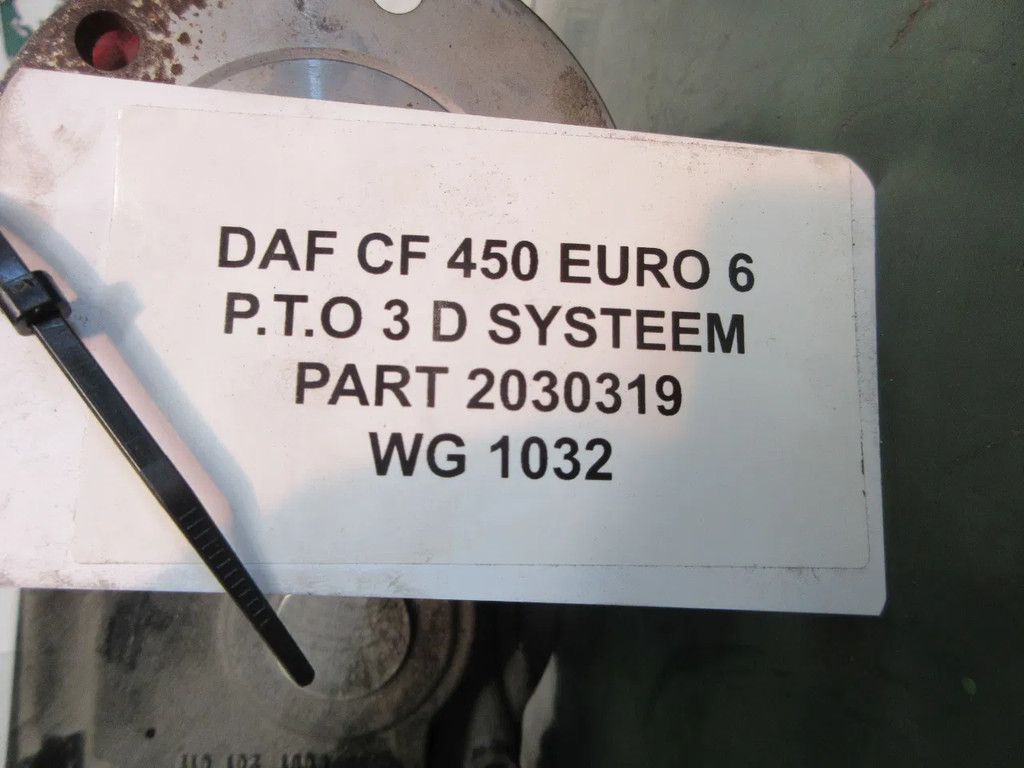 DAF CF 450 EURO 6
P.T.O 3 D SYSTEEM
PART 2030319
WG 1032